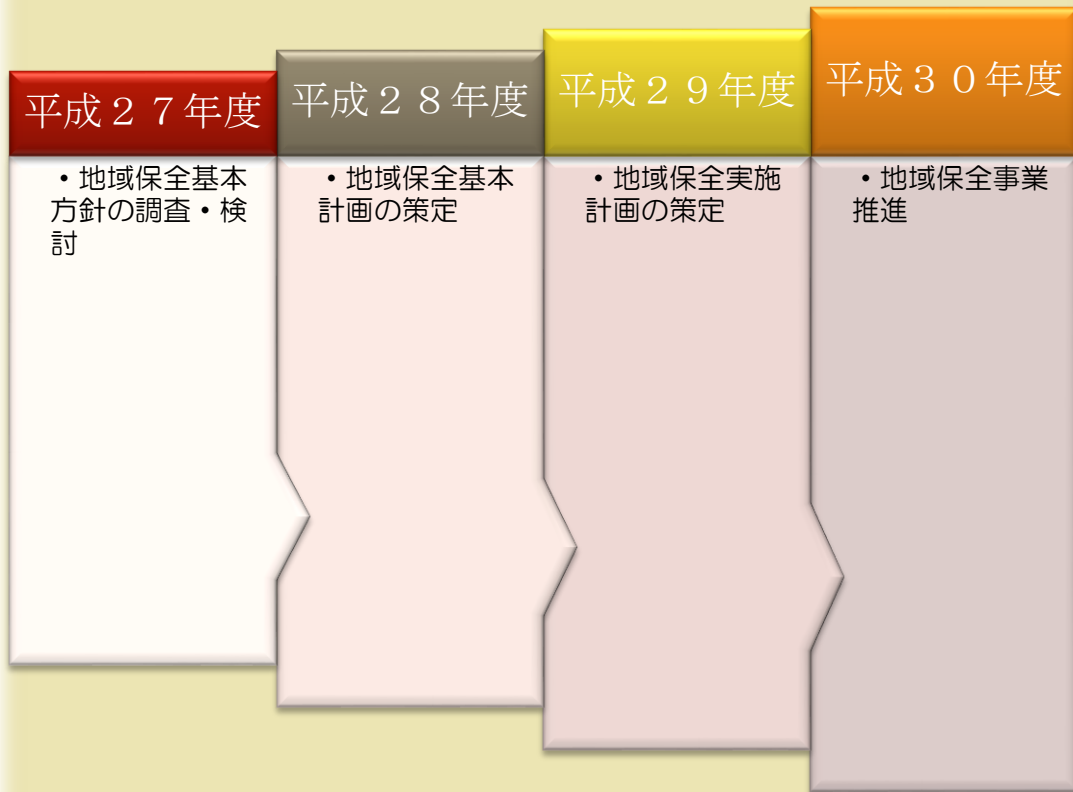 平成２７年度
・地域保全基本
方針の調査・検
討
平成２８年度
・地域保全基本
計画の策定
平成２９年度
・地域保全実施
計画の策定
平成３０年度
・地域保全事業
推進